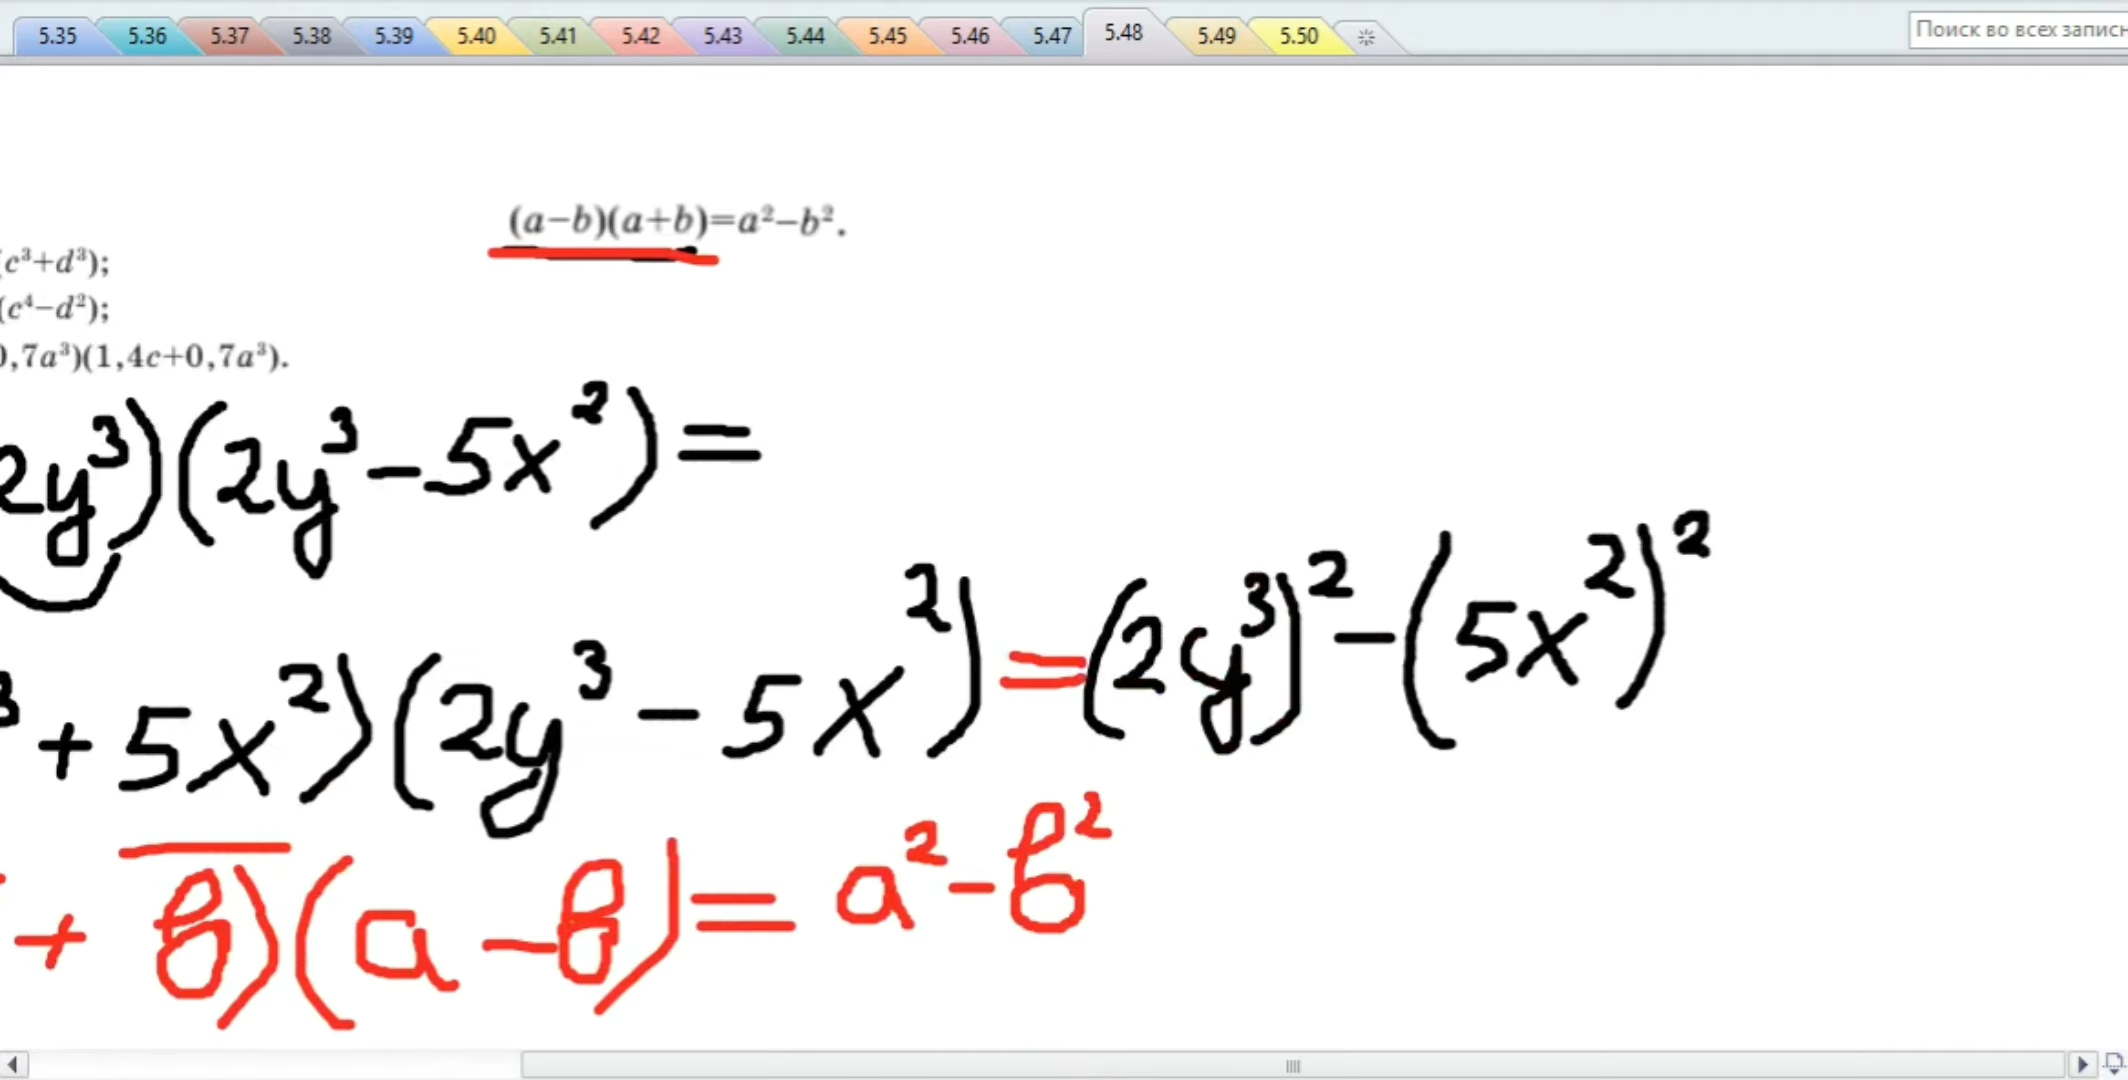 5.35 5.36 5.37 5.38 5.39 5.40 5.41 5.42 5.43 5.44 5.45 5.46 5.47 5.48 5.49 5.50
Поиск во всех записн
(a−b)(a+b)=a²−b².
(c³+d³);
(c⁴−d²);
0,7a³)(1,4c+0,7a³).
2y³)(2y³−5x²)=
³+5x²)(2y³−5x²)=(2y³)²−(5x²)²
+в)(а−в)=а²−в²